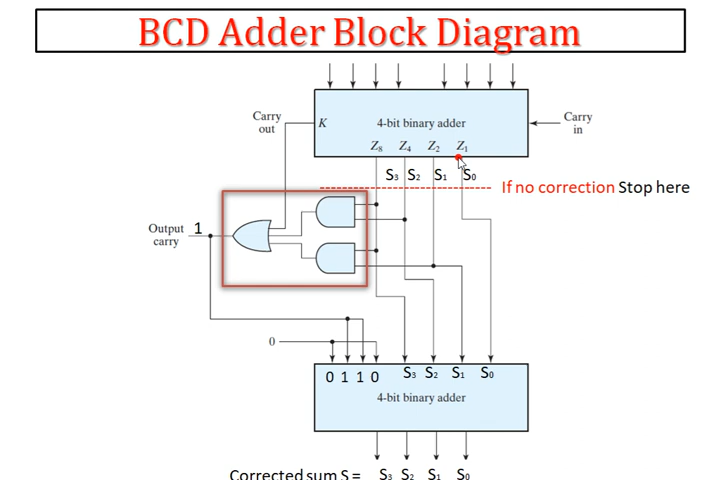 BCD Adder Block Diagram
Carry out
K
4-bit binary adder
Carry in
Z8 Z4 Z2 Z1
S3 S2 S1 S0
If no correction Stop here
Output carry
1
0
0 1 1 0 S3 S2 S1 S0
4-bit binary adder
Corrected sum S = S3 S2 S1 S0